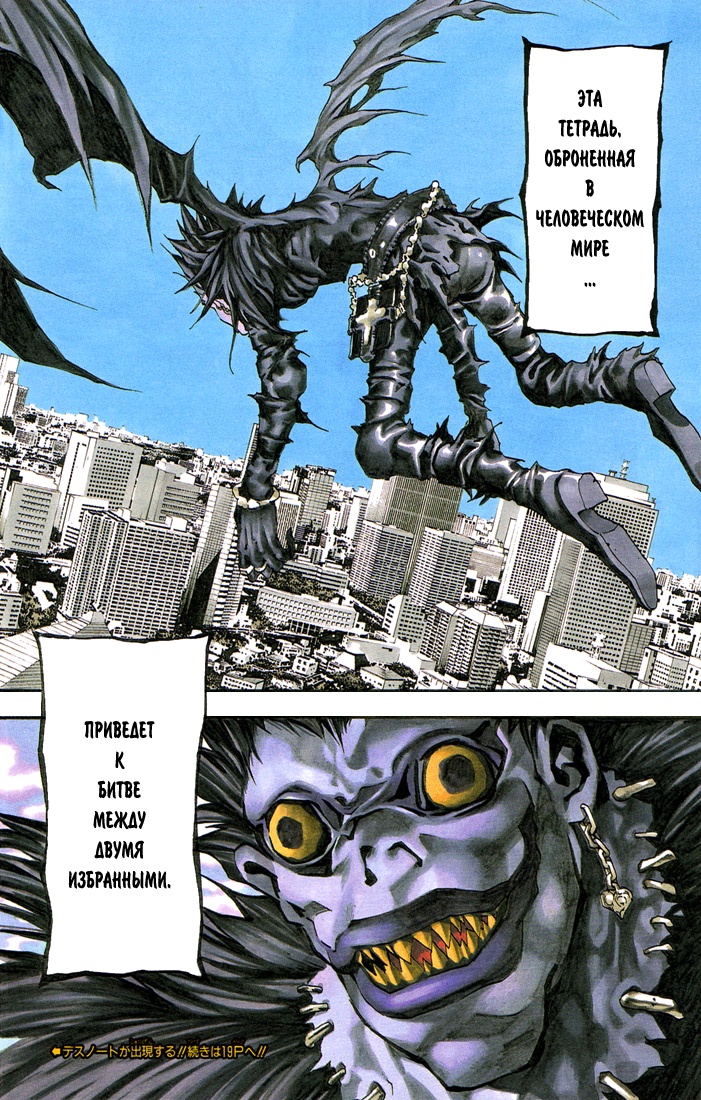 ЭТА
ТЕТРАДЬ,
ОБРОНЕННАЯ
В
ЧЕЛОВЕЧЕСКОМ
МИРЕ
...
ПРИВЕДЕТ
К
БИТВЕ
МЕЖДУ
ДВУМЯ
ИЗБРАННЫМИ.
デスノートが出現する!!続きは19Pへ!!